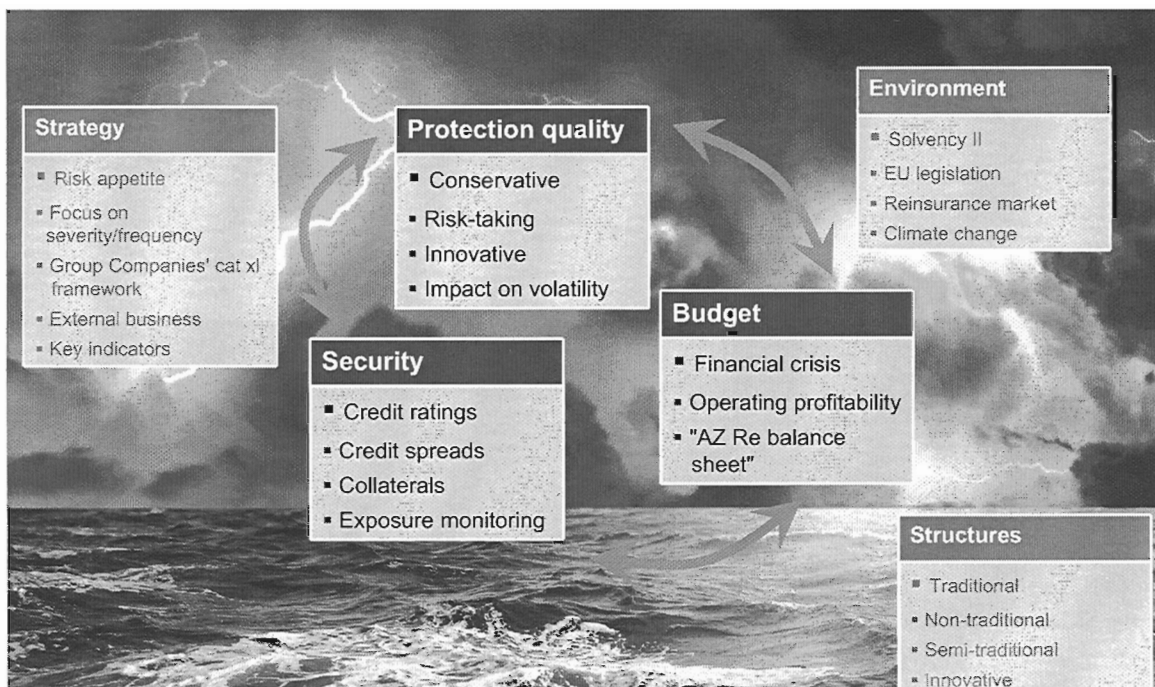 Strategy
▪ Risk appetite
▪ Focus on
severity/frequency
▪ Group Companies' cat xl
framework
▪ External business
▪ Key indicators
Protection quality
▪ Conservative
▪ Risk-taking
▪ Innovative
▪ Impact on volatility
Environment
▪ Solvency II
▪ EU legislation
▪ Reinsurance market
▪ Climate change
Security
▪ Credit ratings
▪ Credit spreads
▪ Collaterals
▪ Exposure monitoring
Budget
▪ Financial crisis
▪ Operating profitability
▪ "AZ Re balance
sheet"
Structures
▪ Traditional
▪ Non-traditional
▪ Semi-traditional
▪ Innovative